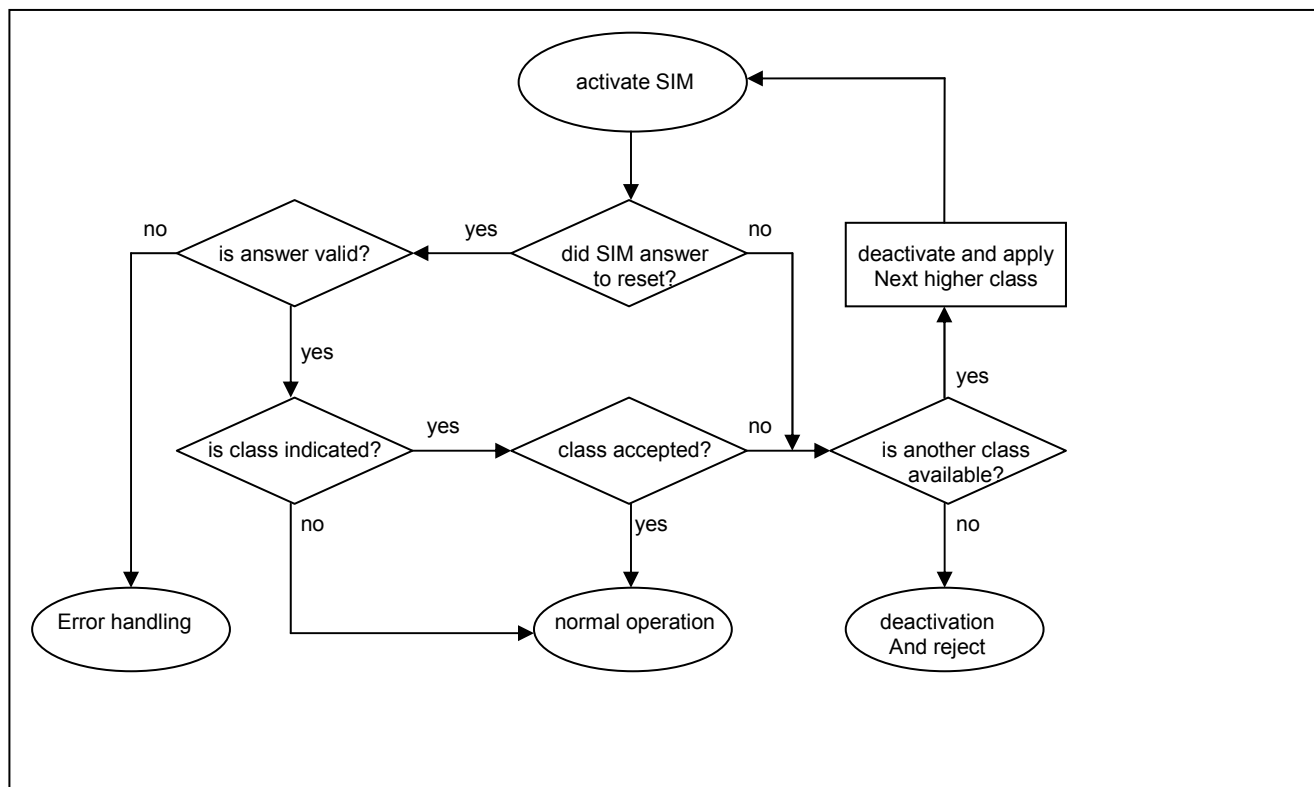 activate SIM
no
is answer valid?
yes
did SIM answer
to reset?
no
deactivate and apply
Next higher class
yes
yes
is class indicated?
yes
class accepted?
no
is another class
available?
no
yes
no
Error handling
normal operation
deactivation
And reject